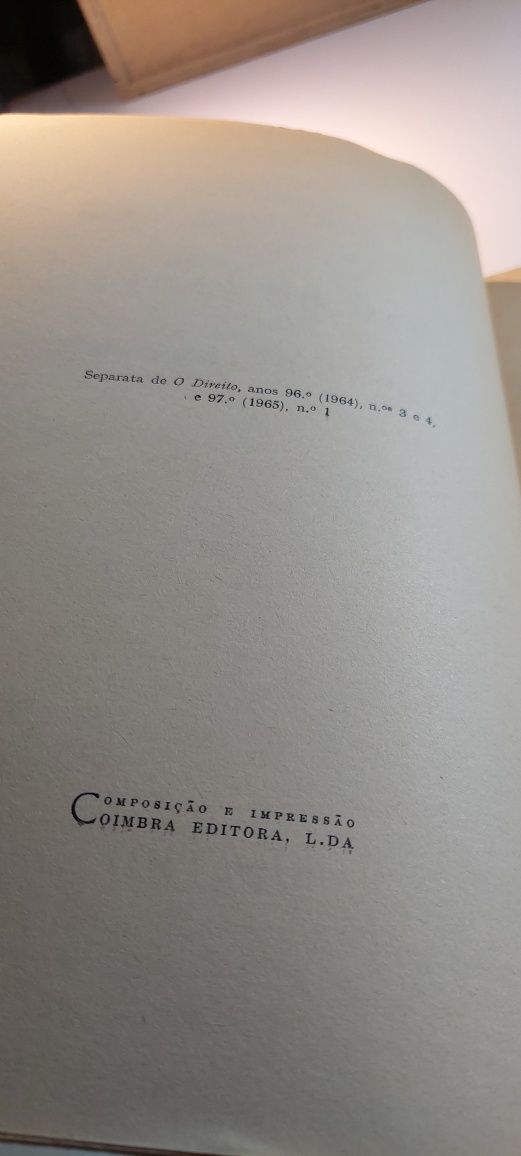 Separata de O Direito, anos 96.º (1964), n.ºˢ 3 e 4,
e 97.º (1965), n.º 1
COMPOSIÇÃO E IMPRESSÃO
COIMBRA EDITORA, L.DA